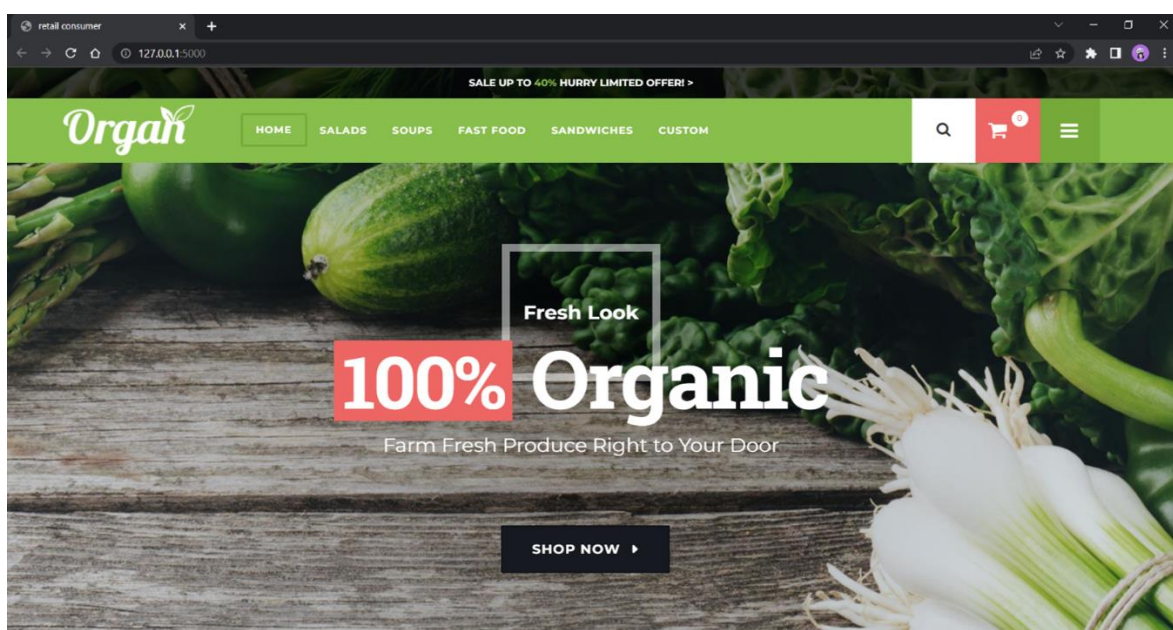 retail consumer
127.0.0.1:5000
SALE UP TO 40% HURRY LIMITED OFFER! >
Organ
HOME SALADS SOUPS FAST FOOD SANDWICHES CUSTOM
0
Fresh Look
100% Organic
Farm Fresh Produce Right to Your Door
SHOP NOW